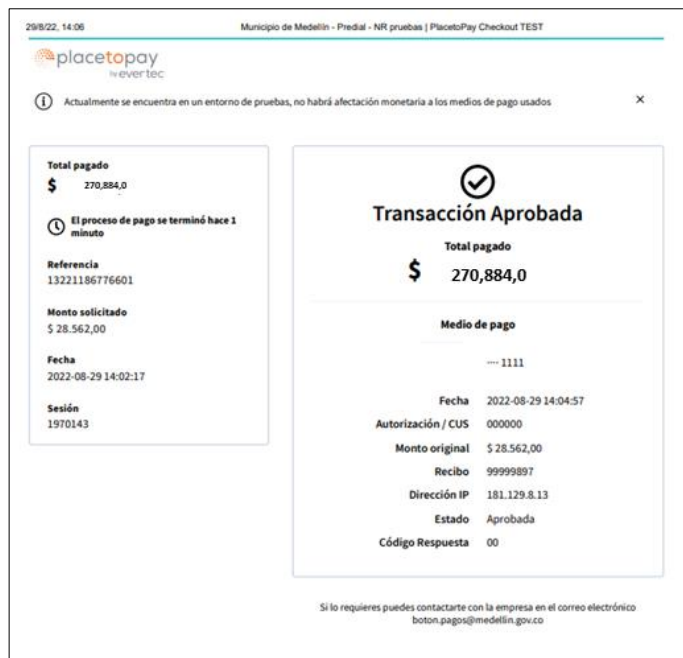 29/8/22, 14:06 Municipio de Medellín - Predial - NR pruebas | PlacetoPay Checkout TEST
placetopay
by evertec
Actualmente se encuentra en un entorno de pruebas, no habrá afectación monetaria a los medios de pago usados
Total pagado
$ 270,884,0
El proceso de pago se terminó hace 1
minuto
Referencia
13221186776601
Monto solicitado
$ 28.562,00
Fecha
2022-08-29 14:02:17
Sesión
1970143
Transacción Aprobada
Total pagado
$ 270,884,0
Medio de pago
···· 1111
Fecha 2022-08-29 14:04:57
Autorización / CUS 000000
Monto original $ 28.562,00
Recibo 99999897
Dirección IP 181.129.8.13
Estado Aprobada
Código Respuesta 00
Si lo requieres puedes contactarte con la empresa en el correo electrónico
boton.pagos@medellin.gov.co